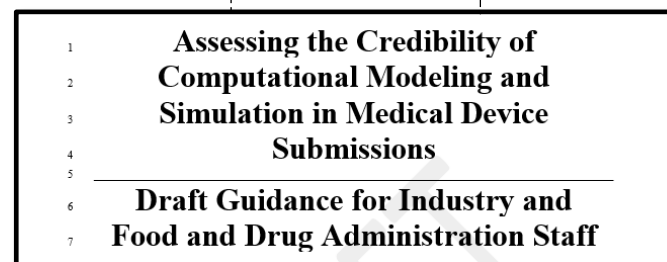 1 Assessing the Credibility of
2 Computational Modeling and
3 Simulation in Medical Device
4 Submissions
5
6 Draft Guidance for Industry and
7 Food and Drug Administration Staff